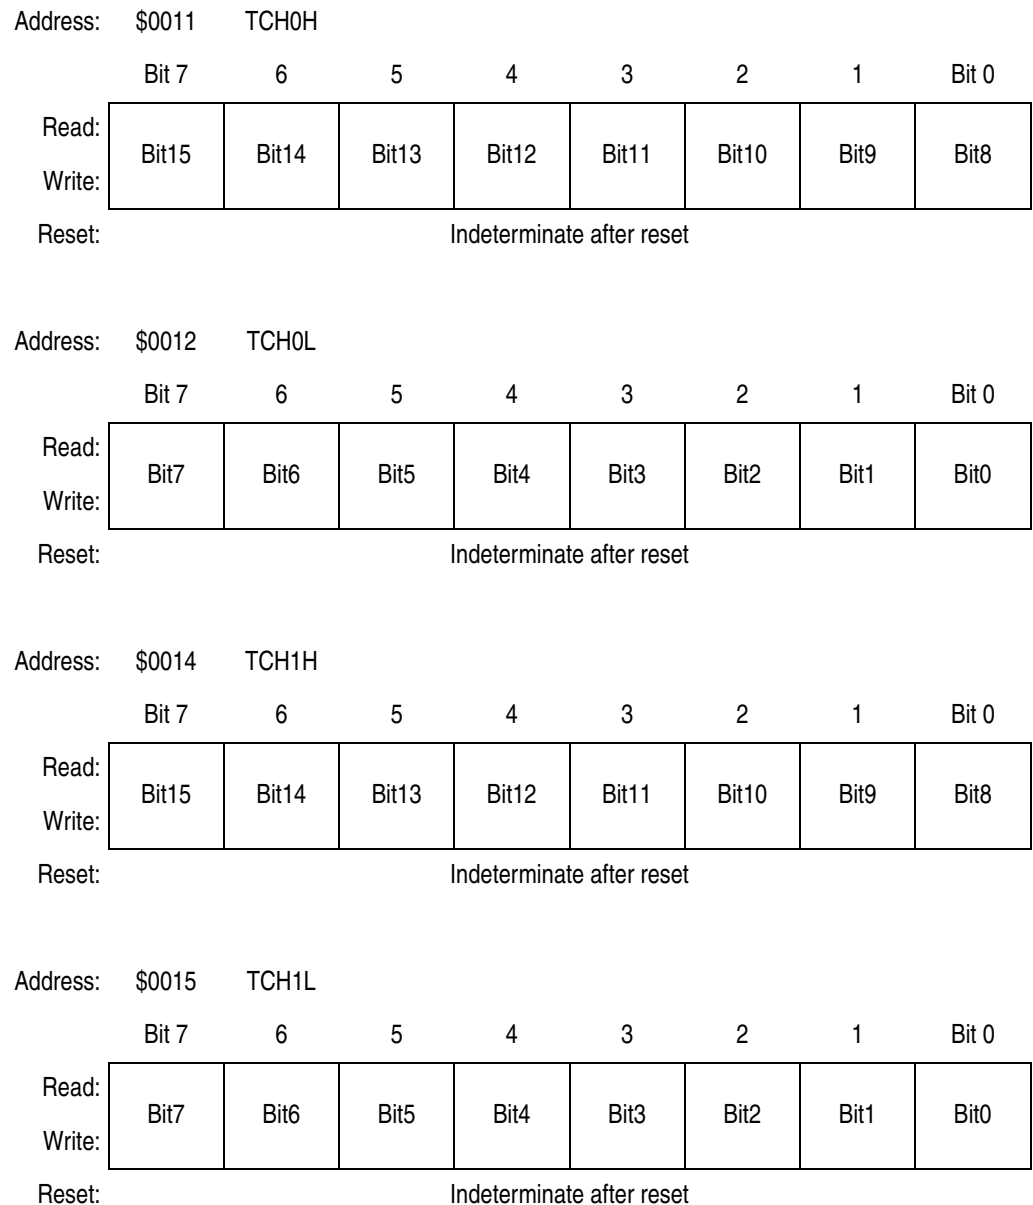 Address: $0011 TCH0H
Bit 7 6 5 4 3 2 1 Bit 0
Read:
Bit15 Bit14 Bit13 Bit12 Bit11 Bit10 Bit9 Bit8
Write:
Reset: Indeterminate after reset
Address: $0012 TCH0L
Bit 7 6 5 4 3 2 1 Bit 0
Read:
Bit7 Bit6 Bit5 Bit4 Bit3 Bit2 Bit1 Bit0
Write:
Reset: Indeterminate after reset
Address: $0014 TCH1H
Bit 7 6 5 4 3 2 1 Bit 0
Read:
Bit15 Bit14 Bit13 Bit12 Bit11 Bit10 Bit9 Bit8
Write:
Reset: Indeterminate after reset
Address: $0015 TCH1L
Bit 7 6 5 4 3 2 1 Bit 0
Read:
Bit7 Bit6 Bit5 Bit4 Bit3 Bit2 Bit1 Bit0
Write:
Reset: Indeterminate after reset